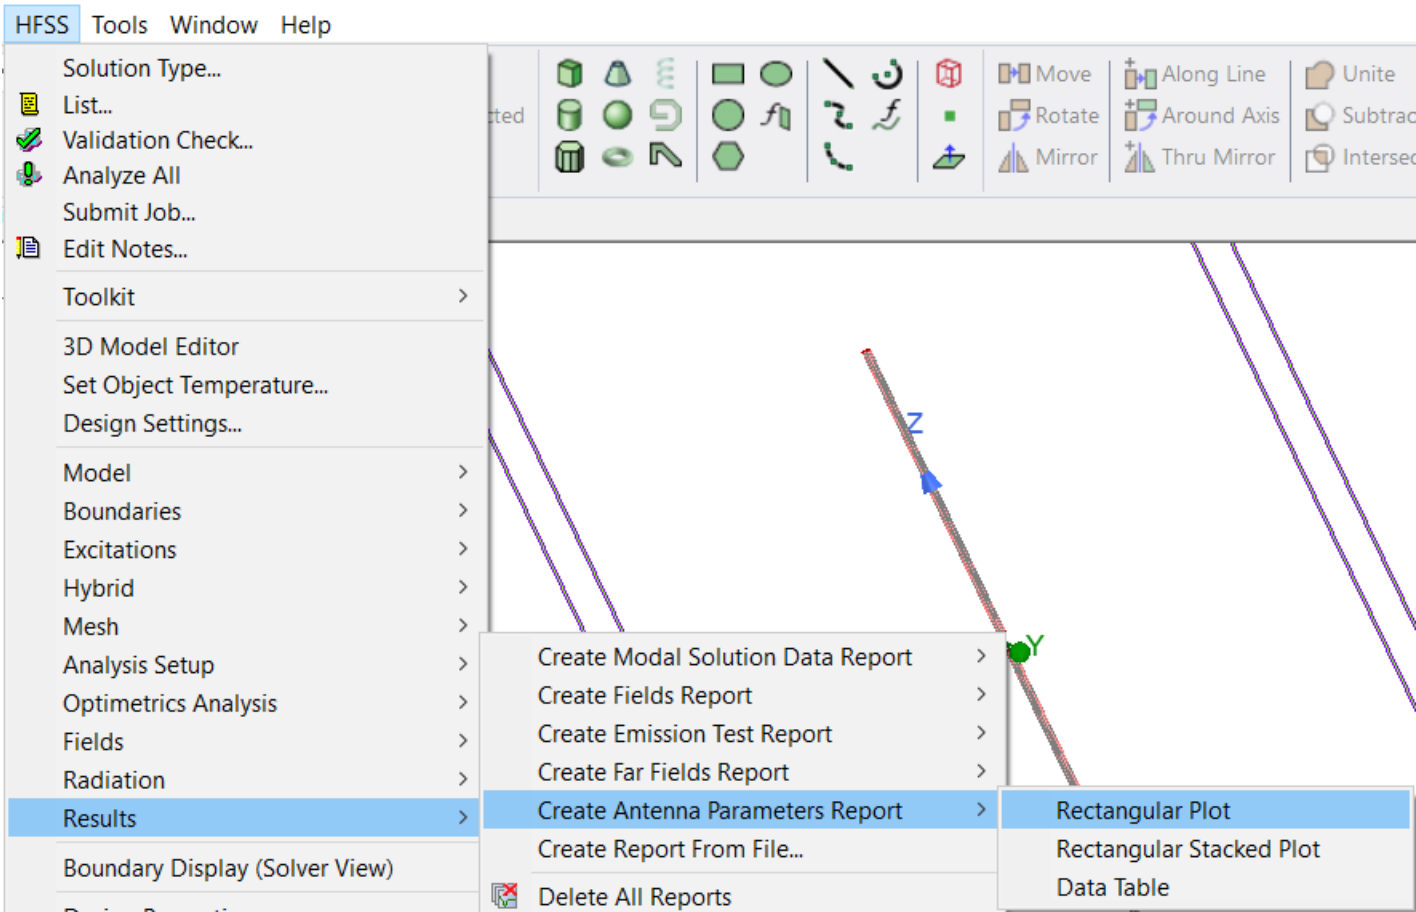 HFSS Tools Window Help
Solution Type...
List...
Validation Check...
Analyze All
Submit Job...
Edit Notes...
Toolkit
3D Model Editor
Set Object Temperature...
Design Settings...
Model
Boundaries
Excitations
Hybrid
Mesh
Analysis Setup
Optimetrics Analysis
Fields
Radiation
Results
Boundary Display (Solver View)
Move Along Line Unite
Rotate Around Axis
Mirror Thru Mirror
Z
Y
Create Modal Solution Data Report
Create Fields Report
Create Emission Test Report
Create Far Fields Report
Create Antenna Parameters Report
Create Report From File...
Delete All Reports
Rectangular Plot
Rectangular Stacked Plot
Data Table